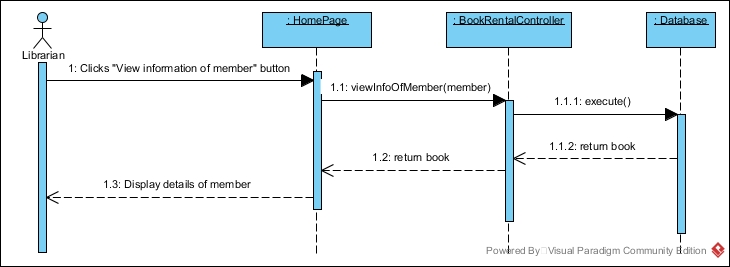 : HomePage
: BookRentalController
: Database
Librarian
1: Clicks "View information of member" button
1.1: viewInfoOfMember(member)
1.1.1: execute()
1.1.2: return book
1.2: return book
1.3: Display details of member
Powered By Visual Paradigm Community Edition